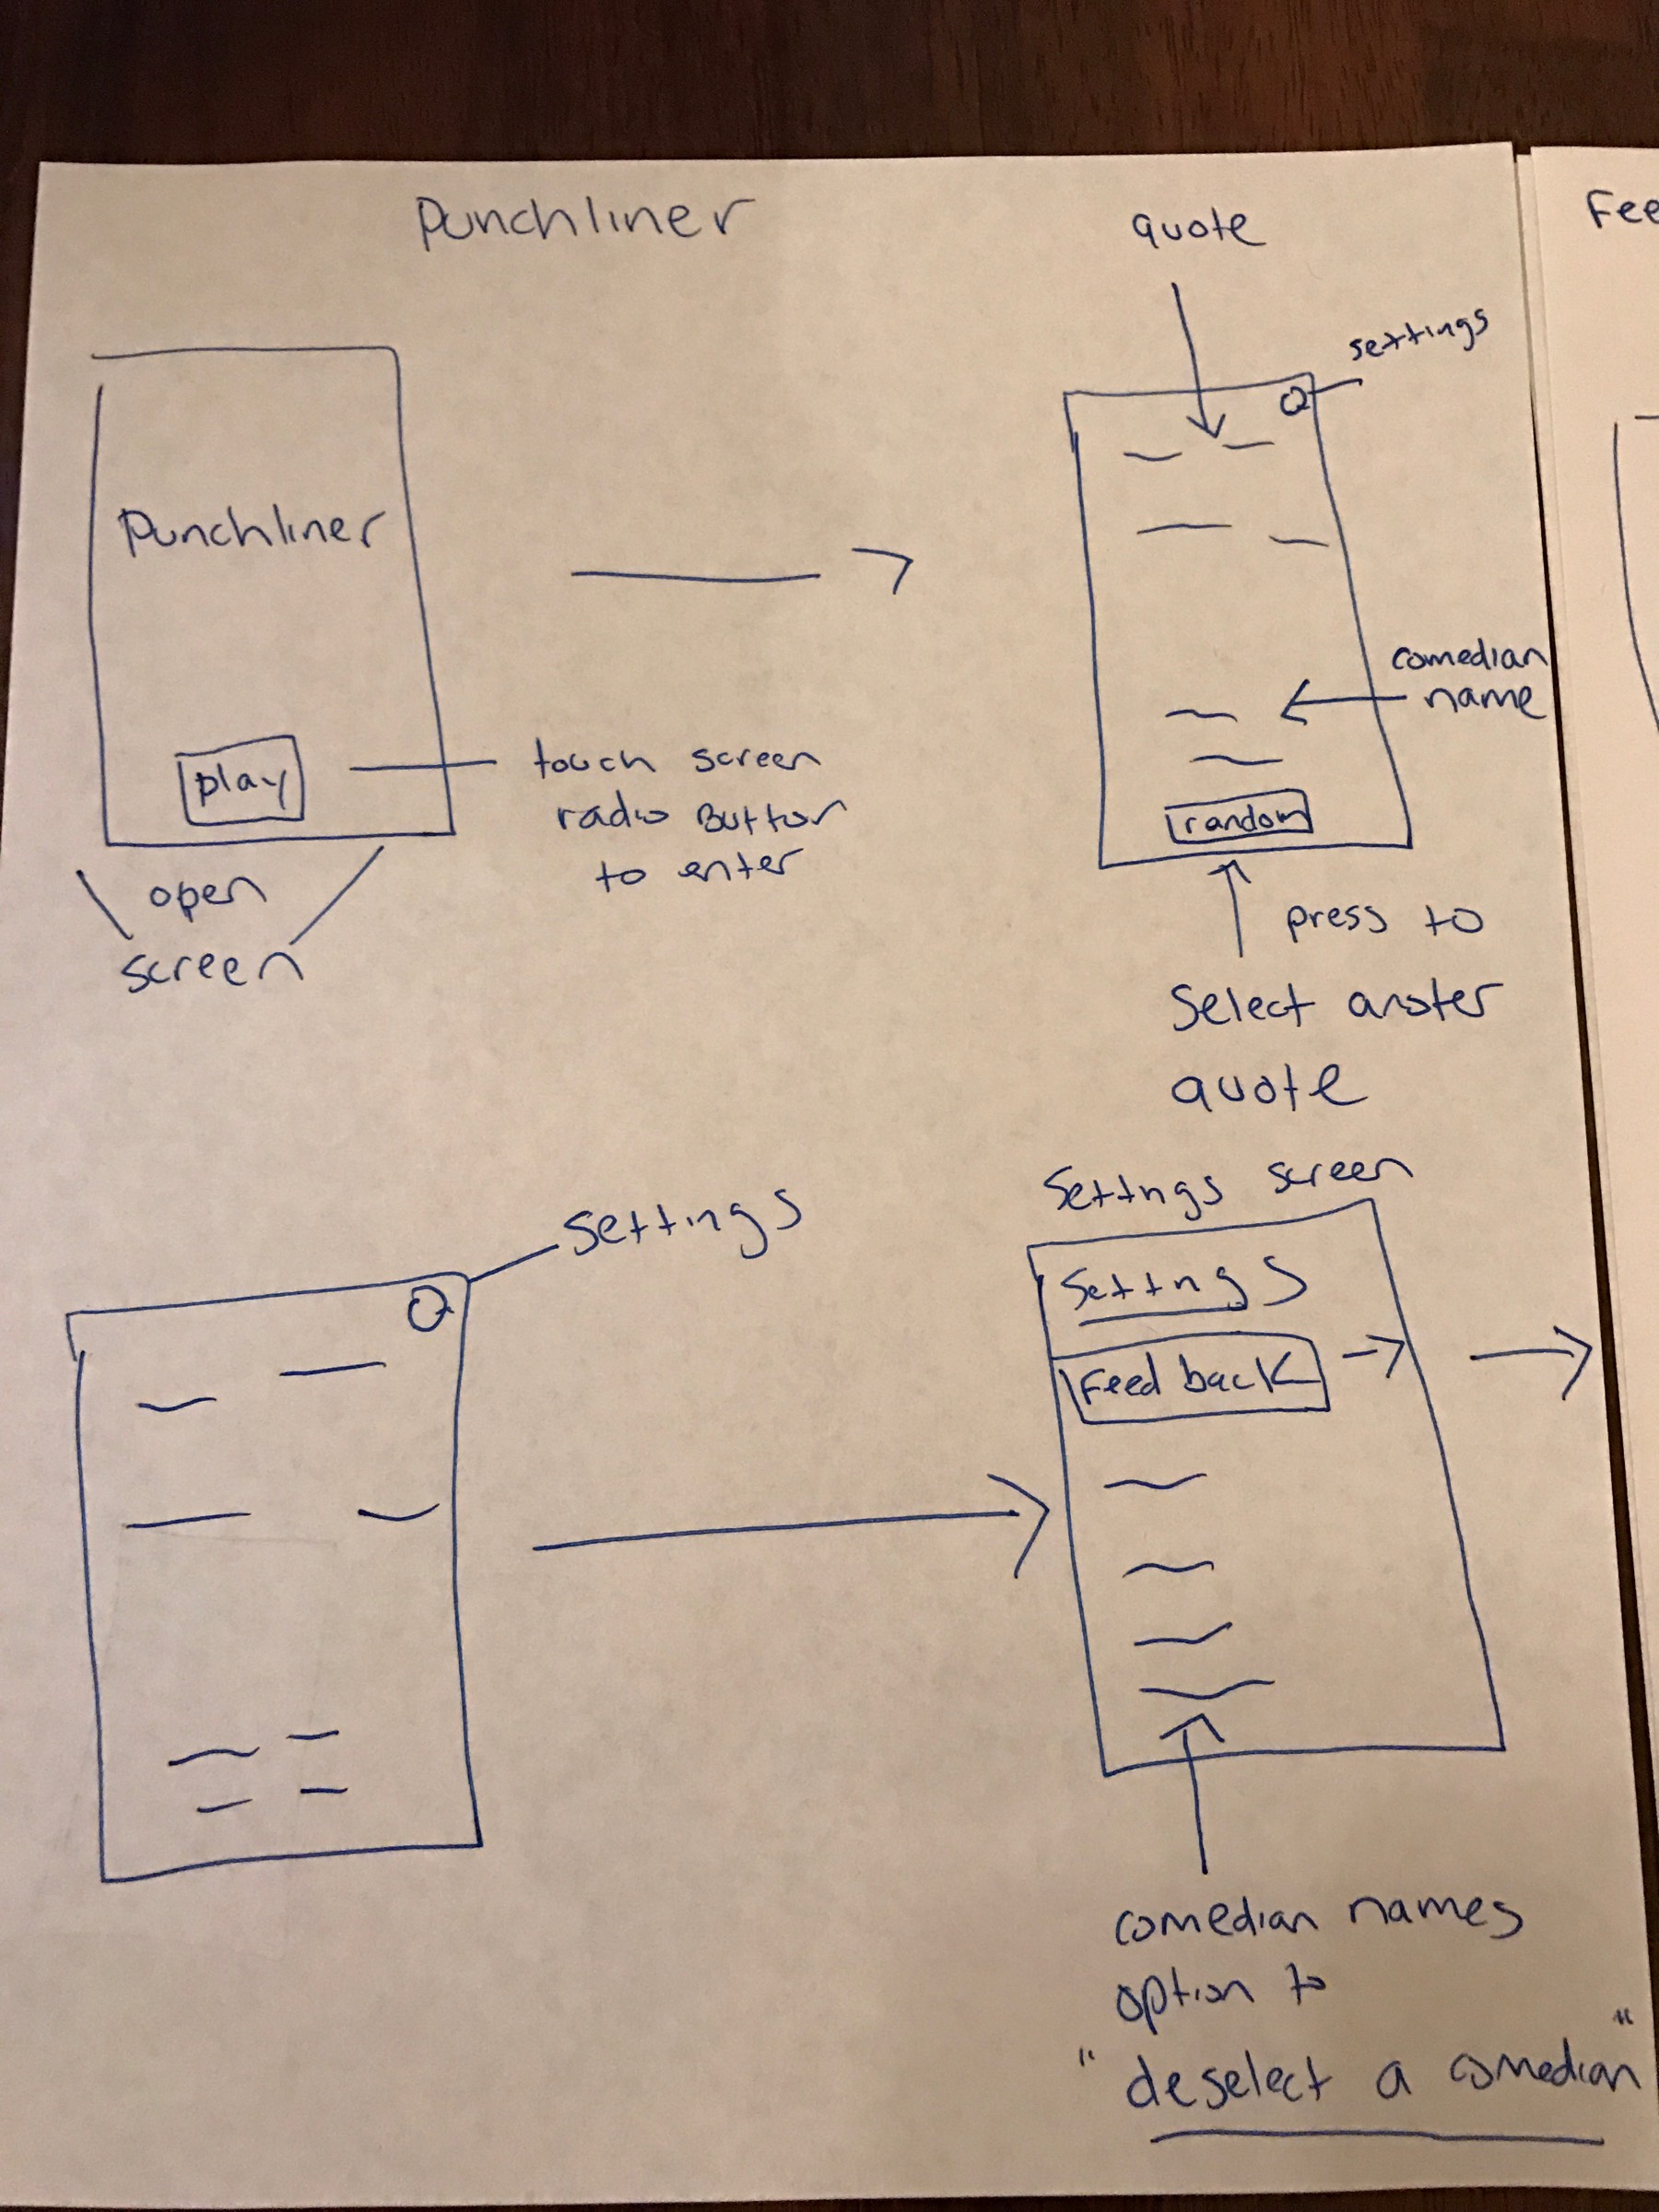 Punchliner
quote
settings
Punchliner
comedian
name
play
touch screen
radio Button
to enter
random
open
screen
press to
Select anoter
quote
settings
Settings screen
Settngs
Feed back
comedian names
option to
" deselect a comedian "
Fee